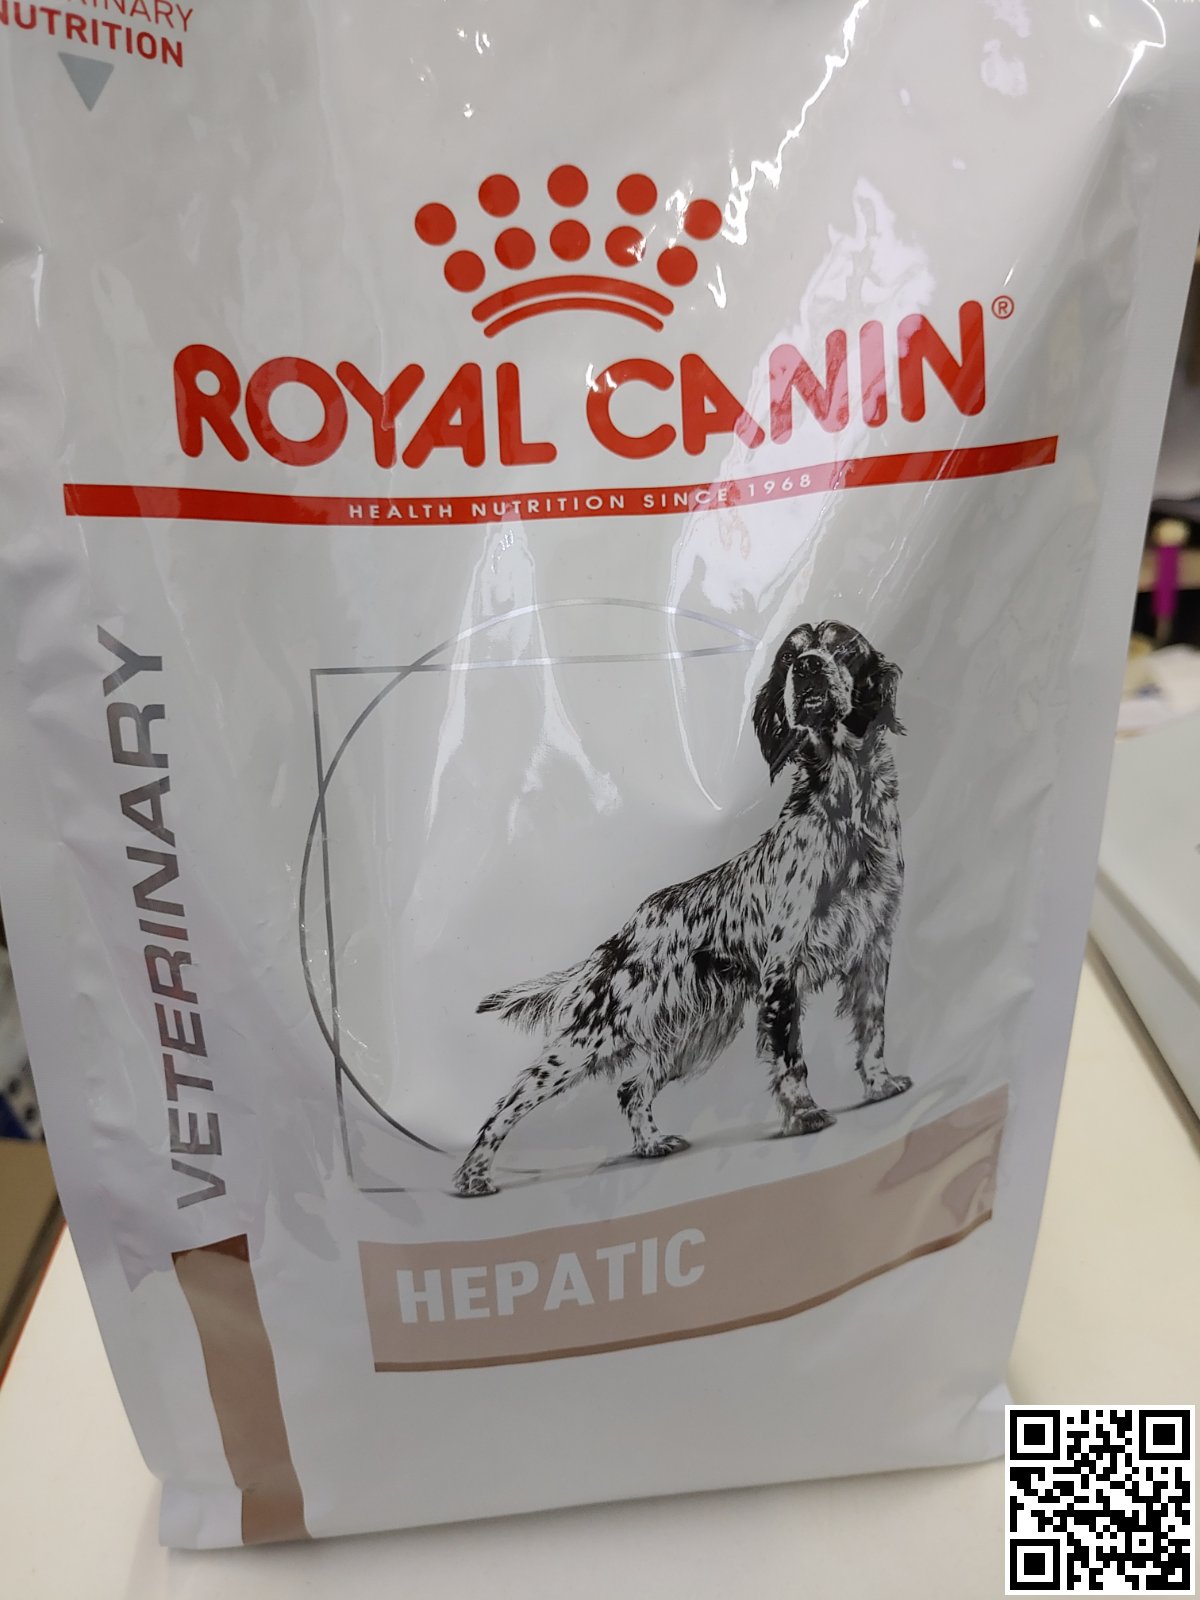 NUTRITION
ROYAL CANIN®
HEALTH NUTRITION SINCE 1968
VETERINARY
HEPATIC